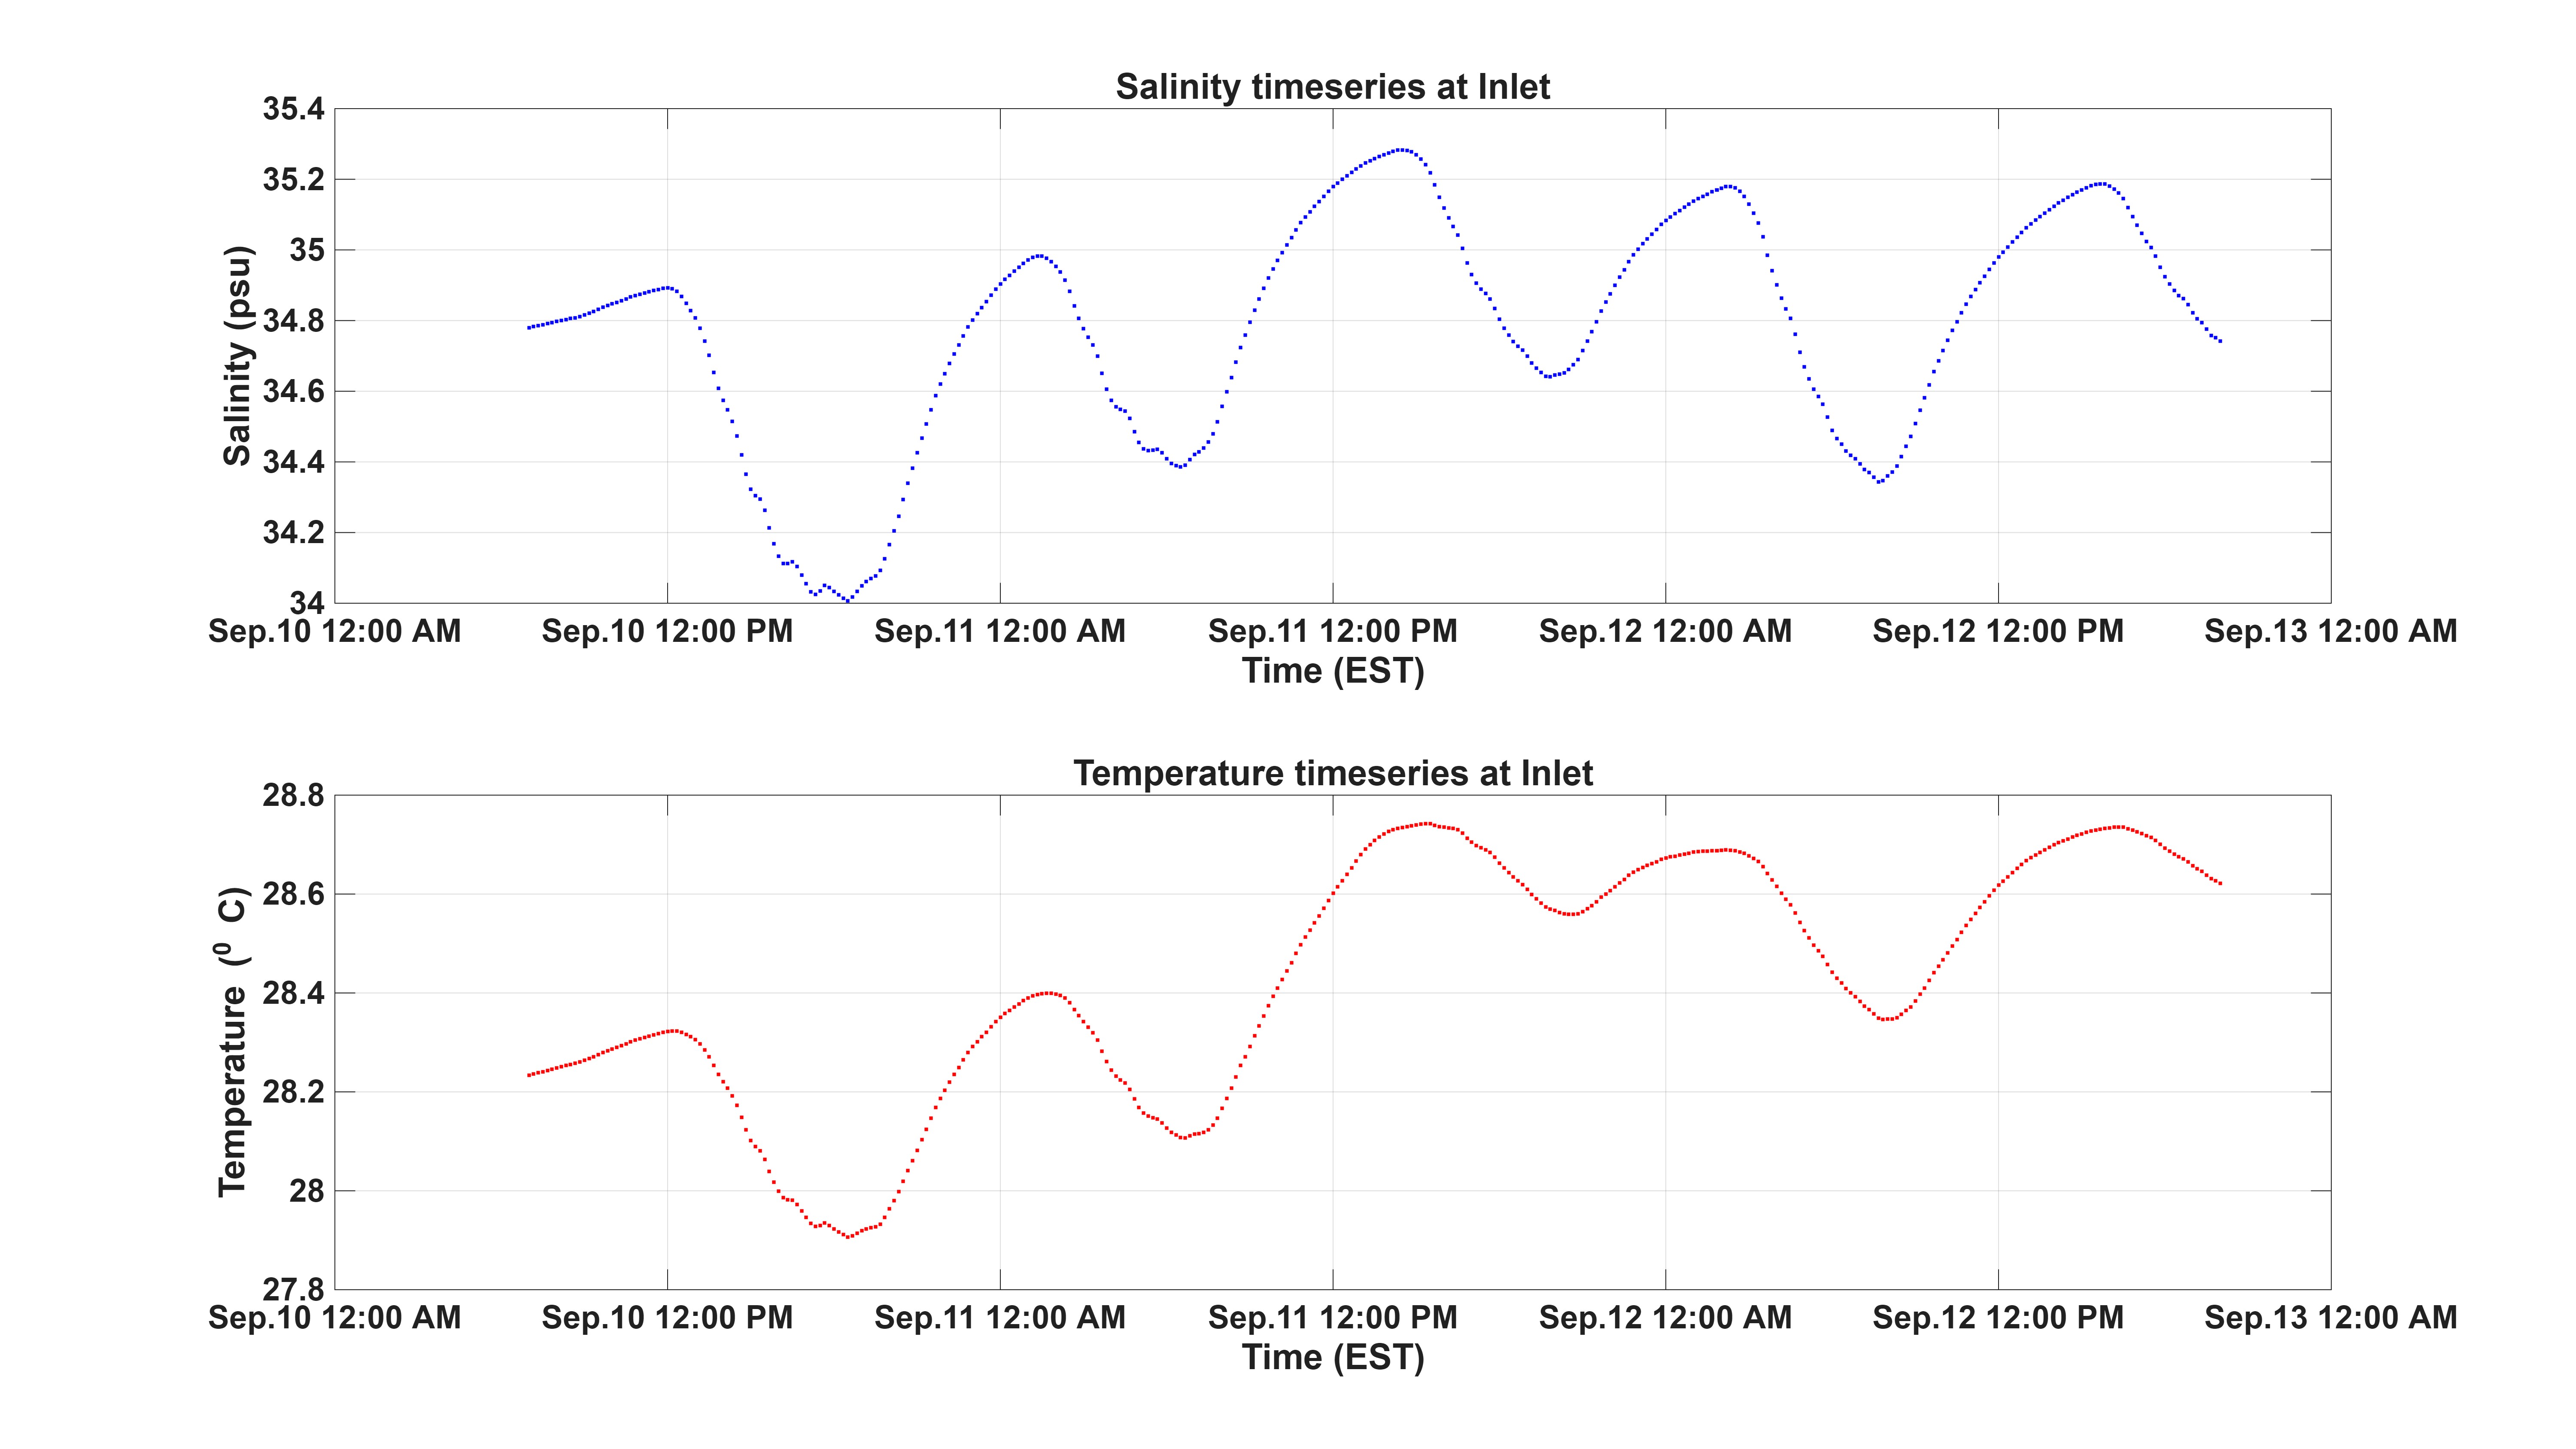 Salinity timeseries at Inlet
35.4
35.2
35
34.8
34.6
34.4
34.2
34
Salinity (psu)
Sep.10 12:00 AM Sep.10 12:00 PM Sep.11 12:00 AM Sep.11 12:00 PM Sep.12 12:00 AM Sep.12 12:00 PM Sep.13 12:00 AM
Time (EST)
Temperature timeseries at Inlet
28.8
28.6
28.4
28.2
28
27.8
Temperature (⁰ C)
Sep.10 12:00 AM Sep.10 12:00 PM Sep.11 12:00 AM Sep.11 12:00 PM Sep.12 12:00 AM Sep.12 12:00 PM Sep.13 12:00 AM
Time (EST)